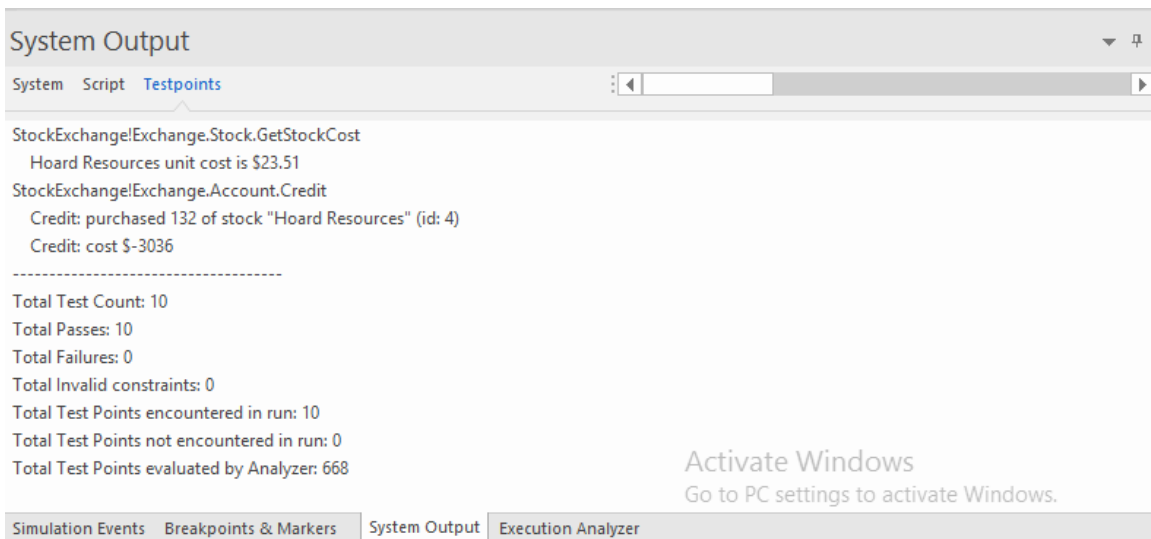 System Output
System Script Testpoints
StockExchange!Exchange.Stock.GetStockCost
Hoard Resources unit cost is $23.51
StockExchange!Exchange.Account.Credit
Credit: purchased 132 of stock "Hoard Resources" (id: 4)
Credit: cost $-3036
-------------------------------------
Total Test Count: 10
Total Passes: 10
Total Failures: 0
Total Invalid constraints: 0
Total Test Points encountered in run: 10
Total Test Points not encountered in run: 0
Total Test Points evaluated by Analyzer: 668
Activate Windows
Go to PC settings to activate Windows.
Simulation Events Breakpoints & Markers System Output Execution Analyzer